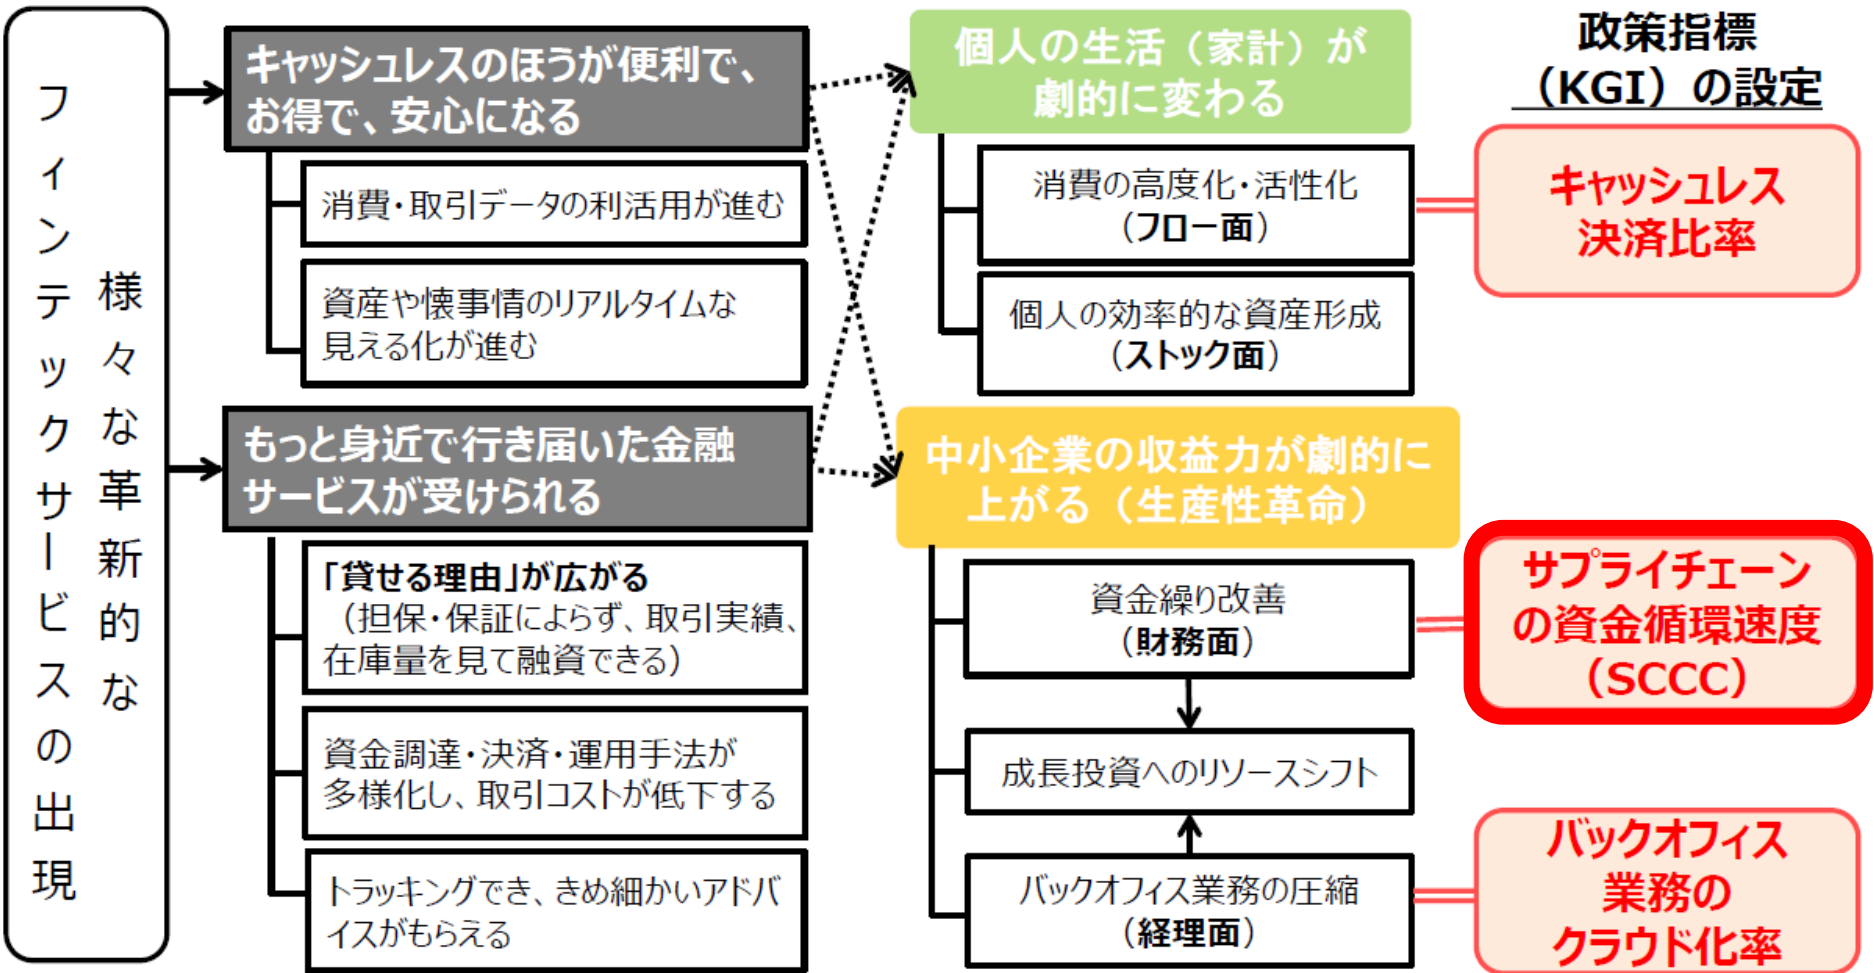 様々な革新的な
フィンテックサービスの出現
キャッシュレスのほうが便利で、
お得で、安心になる
消費・取引データの利活用が進む
資産や懐事情のリアルタイムな
見える化が進む
もっと身近で行き届いた金融
サービスが受けられる
「貸せる理由」が広がる
（担保・保証によらず、取引実績、
在庫量を見て融資できる）
資金調達・決済・運用手法が
多様化し、取引コストが低下する
トラッキングでき、きめ細かいアドバ
イスがもらえる
個人の生活（家計）が
劇的に変わる
消費の高度化・活性化
（フロー面）
個人の効率的な資産形成
（ストック面）
中小企業の収益力が劇的に
上がる（生産性革命）
資金繰り改善
（財務面）
成長投資へのリソースシフト
バックオフィス業務の圧縮
（経理面）
政策指標
（KGI）の設定
キャッシュレス
決済比率
サプライチェーン
の資金循環速度
（SCCC）
バックオフィス
業務の
クラウド化率